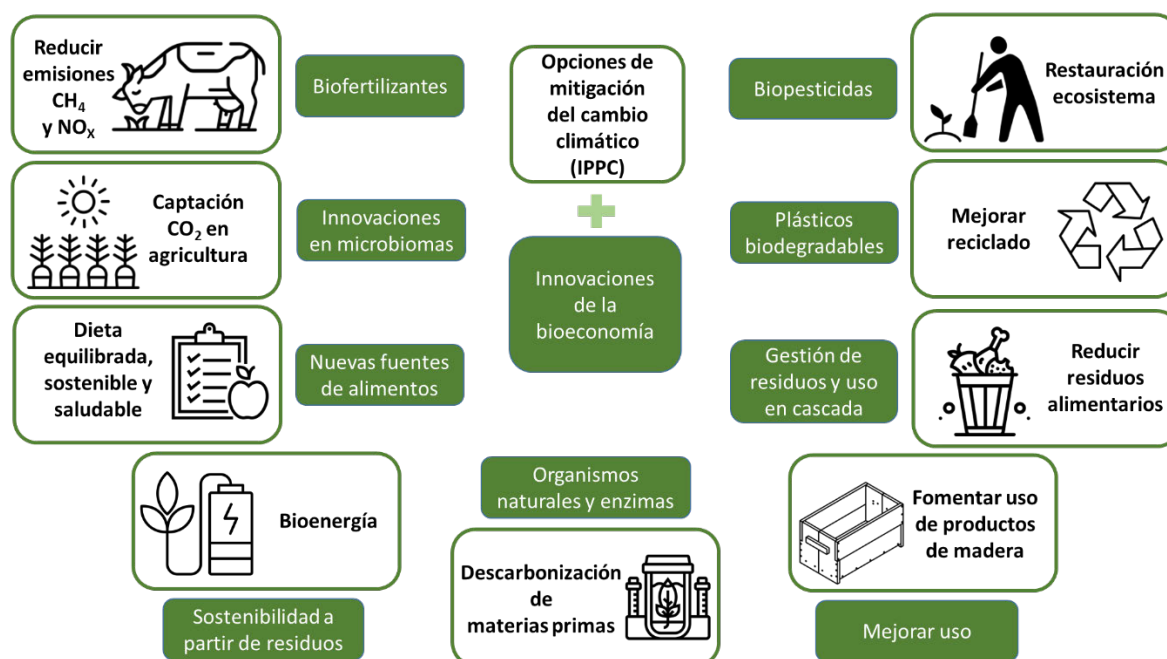 Reducir
emisiones
CH₄
y NOₓ
Biofertilizantes
Opciones de
mitigación
del cambio
climático
(IPPC)
Biopesticidas
Restauración
ecosistema
Captación
CO₂ en
agricultura
Innovaciones
en microbiomas
Innovaciones
de la
bioeconomía
Plásticos
biodegradables
Mejorar
reciclado
Dieta
equilibrada,
sostenible y
saludable
Nuevas fuentes
de alimentos
Gestión de
residuos y uso
en cascada
Reducir
residuos
alimentarios
Bioenergía
Organismos
naturales y enzimas
Fomentar uso
de productos
de madera
Sostenibilidad a
partir de residuos
Descarbonización
de
materias primas
Mejorar uso